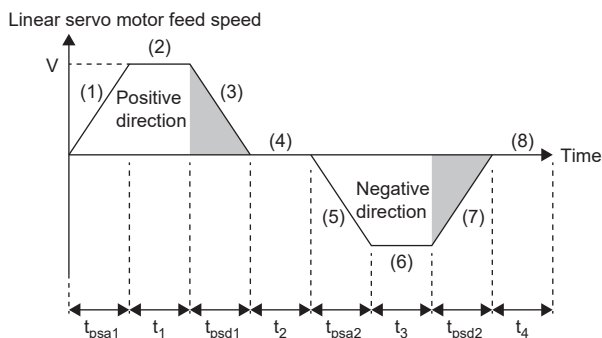 Linear servo motor feed speed
V
(2)
(1)
(3)
Positive
direction
(4)
(8)
Time
(5)
Negative
direction
(7)
(6)
tpsa1
t1
tpsd1
t2
tpsa2
t3
tpsd2
t4